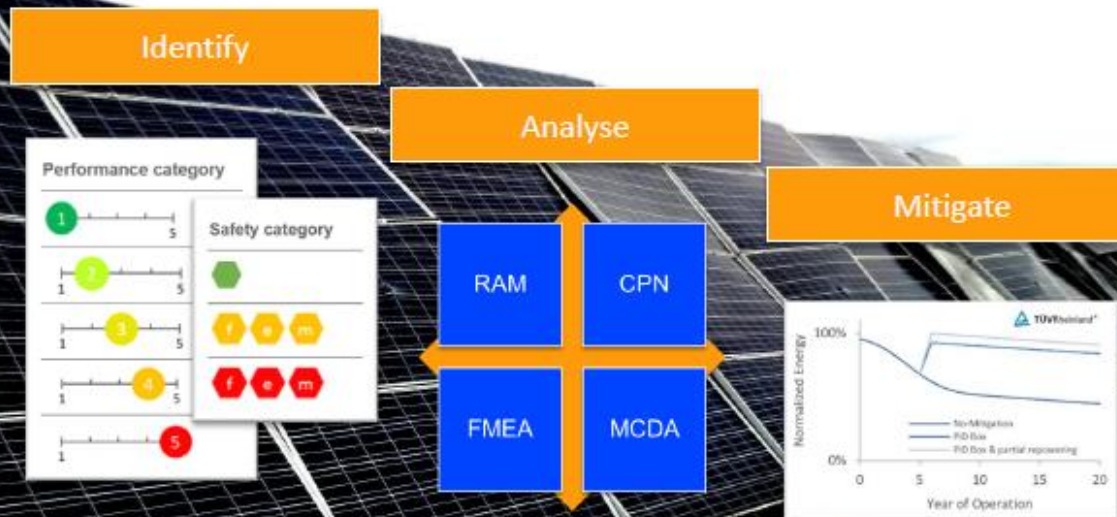 Identify
Analyse
Mitigate
Performance category
1
5
1
2
5
1
3
5
1
4
5
1
5
Safety category
f e m
f e m
RAM
CPN
FMEA
MCDA
TÜVRheinland®
Normalized Energy
100%
0%
No-Mitigation
PID Box
PID Box & partial repowering
0
5
10
15
20
Year of Operation